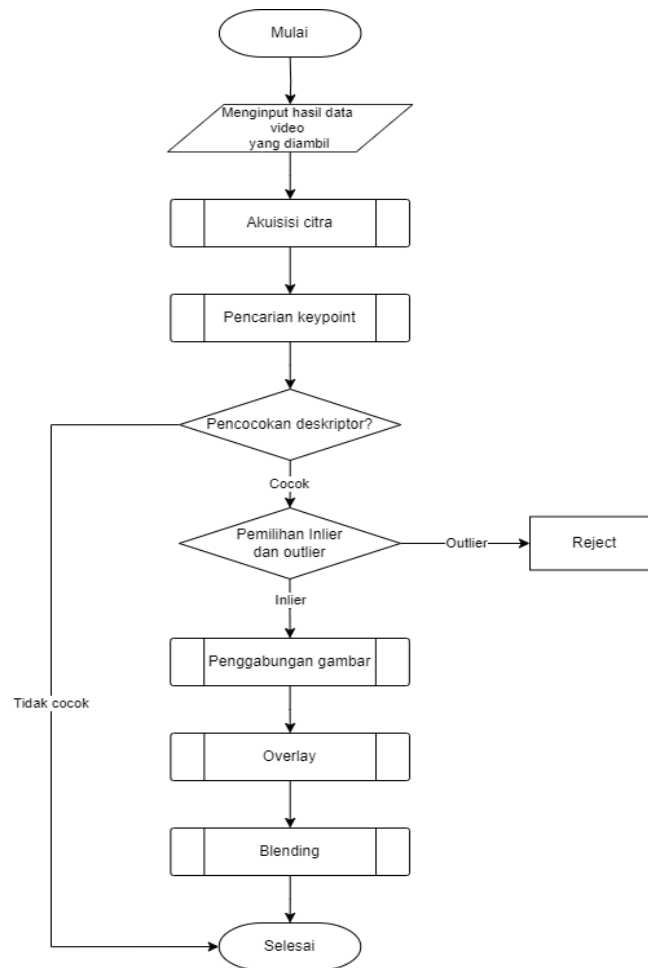 Mulai
Menginput hasil data
video
yang diambil
Akuisisi citra
Pencarian keypoint
Pencocokan deskriptor?
Cocok
Pemilihan Inlier
dan outlier
Outlier
Reject
Inlier
Penggabungan gambar
Tidak cocok
Overlay
Blending
Selesai